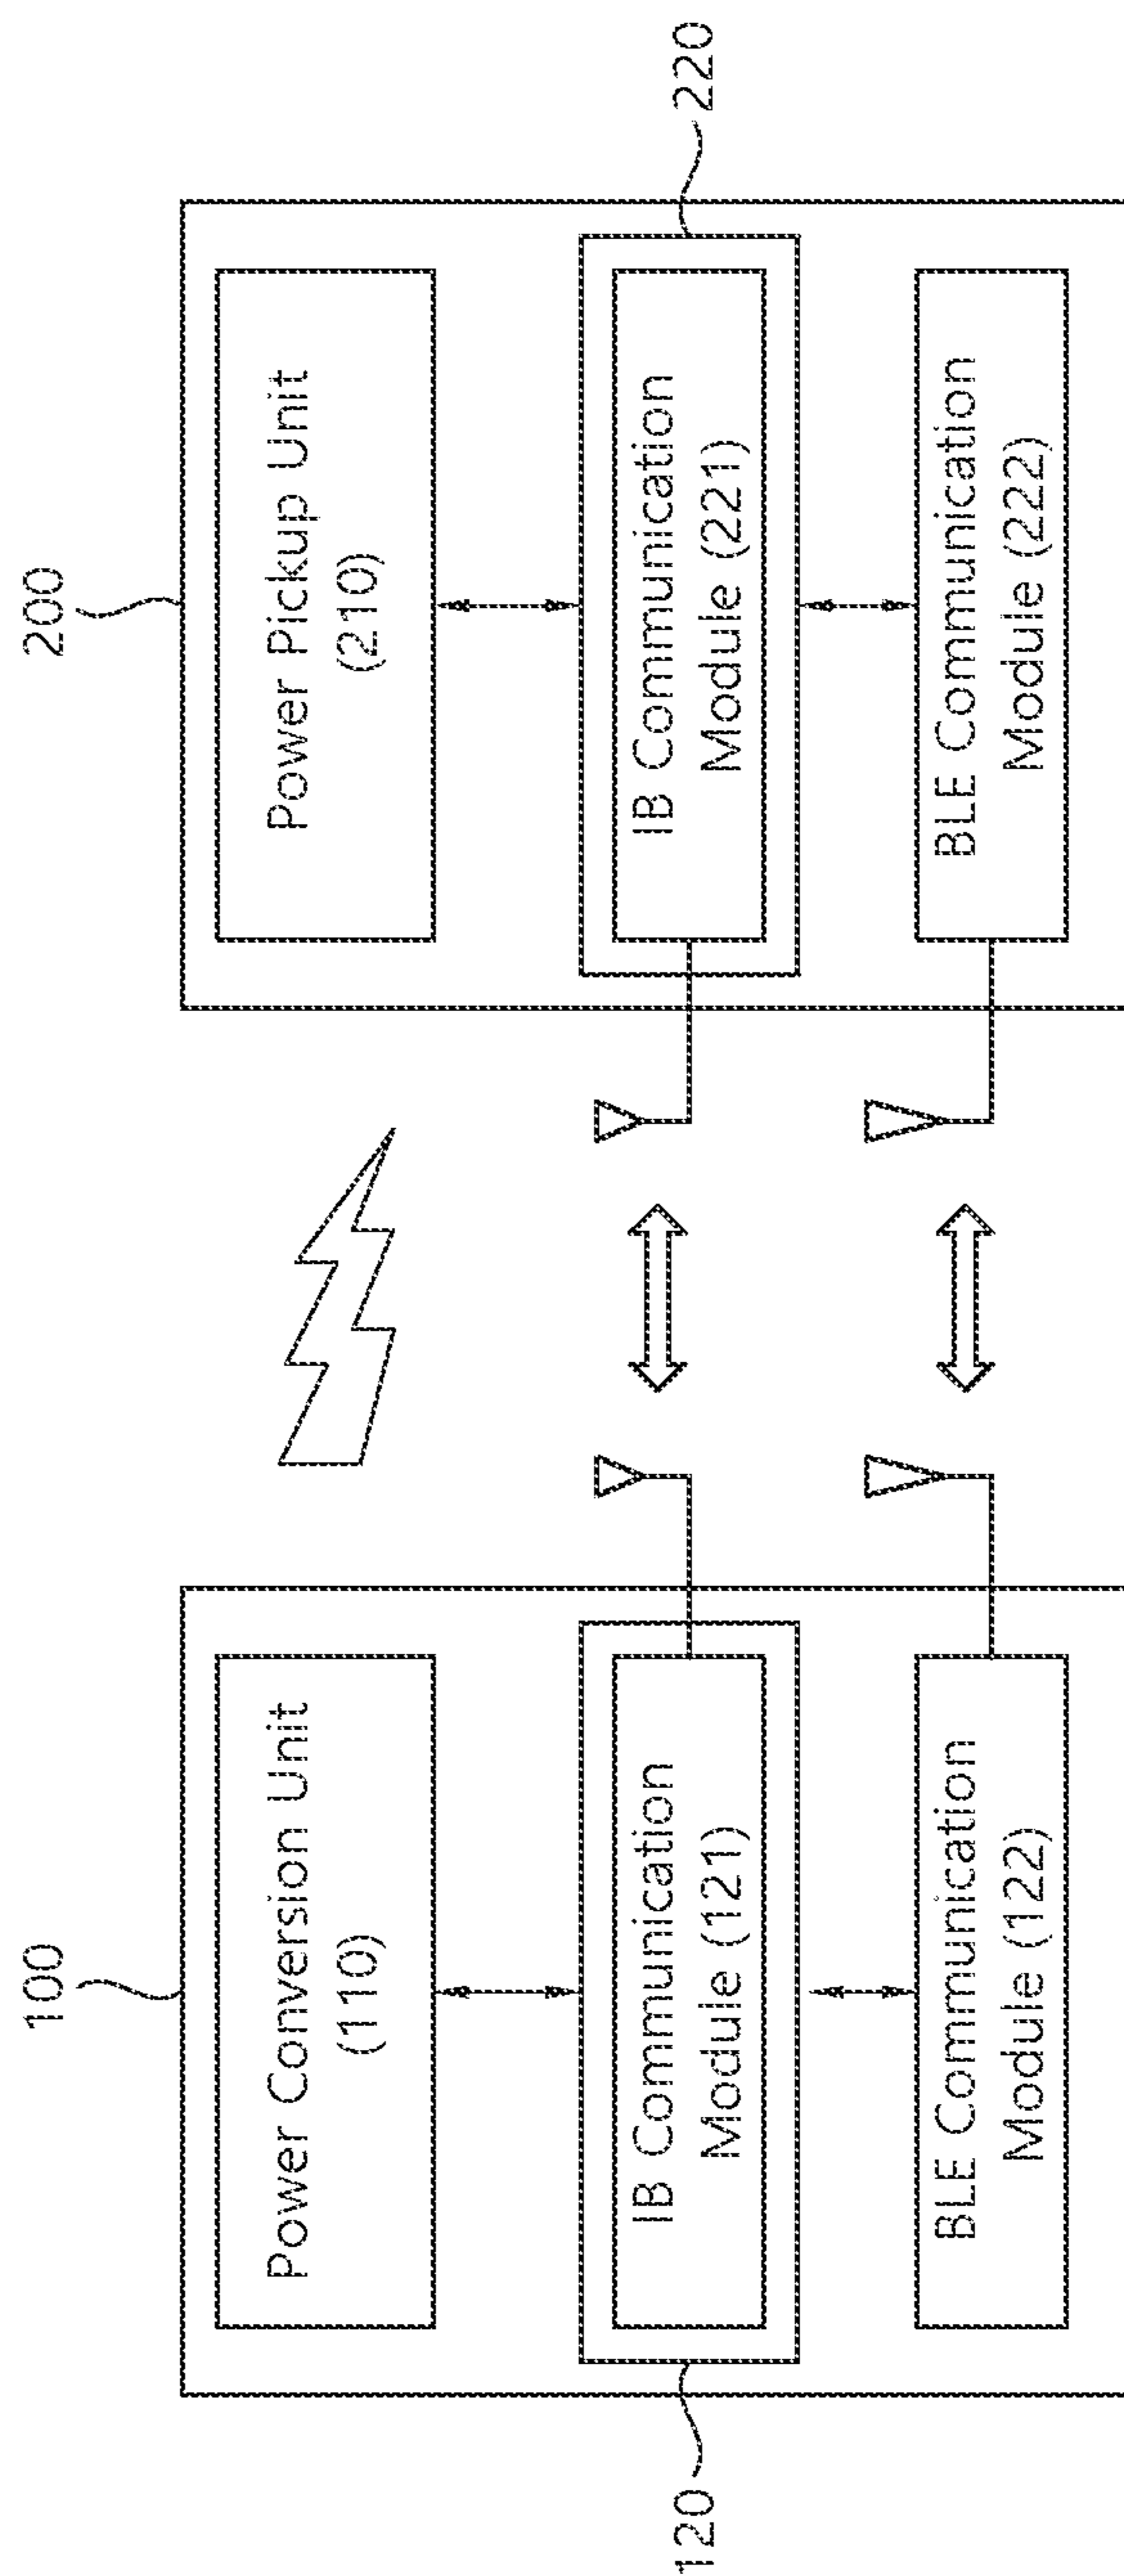 100
200
Power Conversion Unit
(110)
Power Pickup Unit
(210)
IB Communication
Module (121)
IB Communication
Module (221)
120
220
BLE Communication
Module (122)
BLE Communication
Module (222)